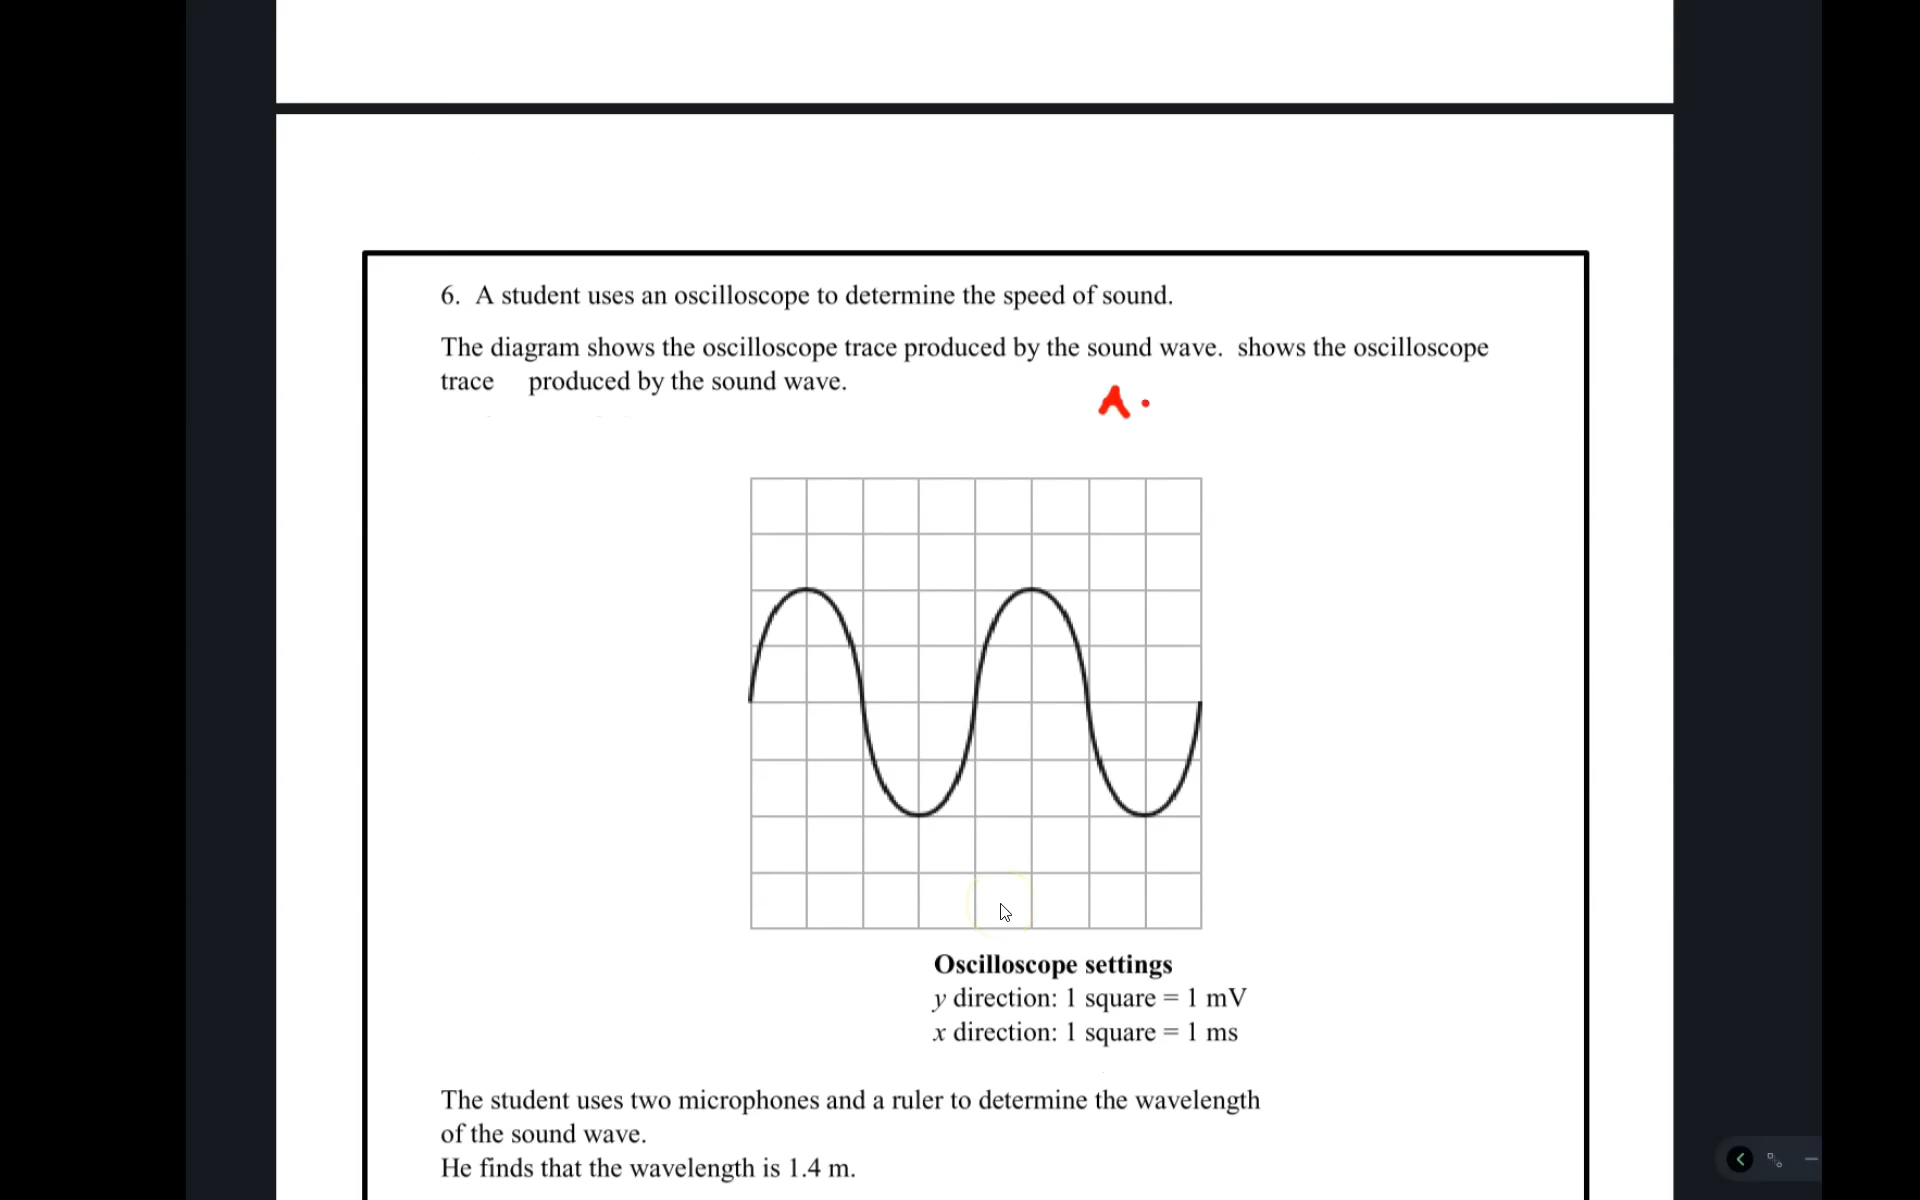 6. A student uses an oscilloscope to determine the speed of sound.
The diagram shows the oscilloscope trace produced by the sound wave. shows the oscilloscope
trace produced by the sound wave.
Oscilloscope settings
y direction: 1 square = 1 mV
x direction: 1 square = 1 ms
The student uses two microphones and a ruler to determine the wavelength
of the sound wave.
He finds that the wavelength is 1.4 m.